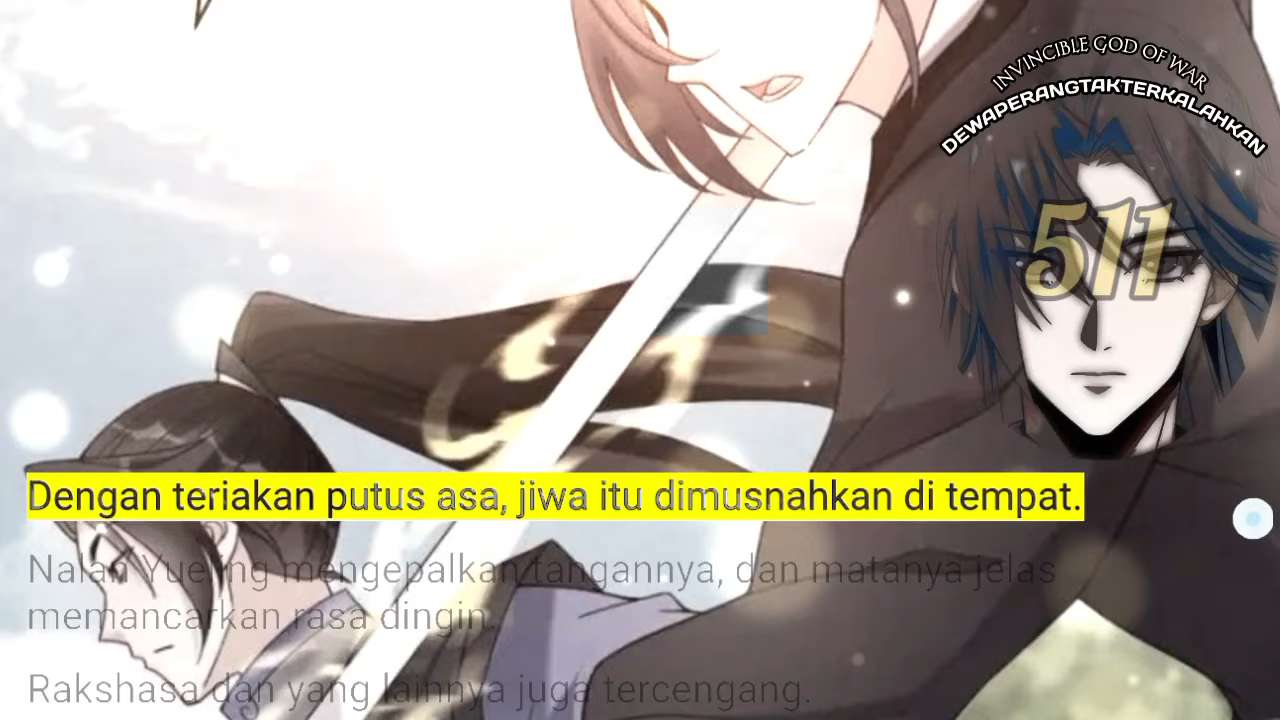 INVINCIBLE GOD OF WAR
DEWAPERANGTAKTERKALAHKAN
511
Dengan teriakan putus asa, jiwa itu dimusnahkan di tempat.
Nalan Yueling mengepalkan tangannya, dan matanya jelas
memancarkan rasa dingin.
Rakshasa dan yang lainnya juga tercengang.